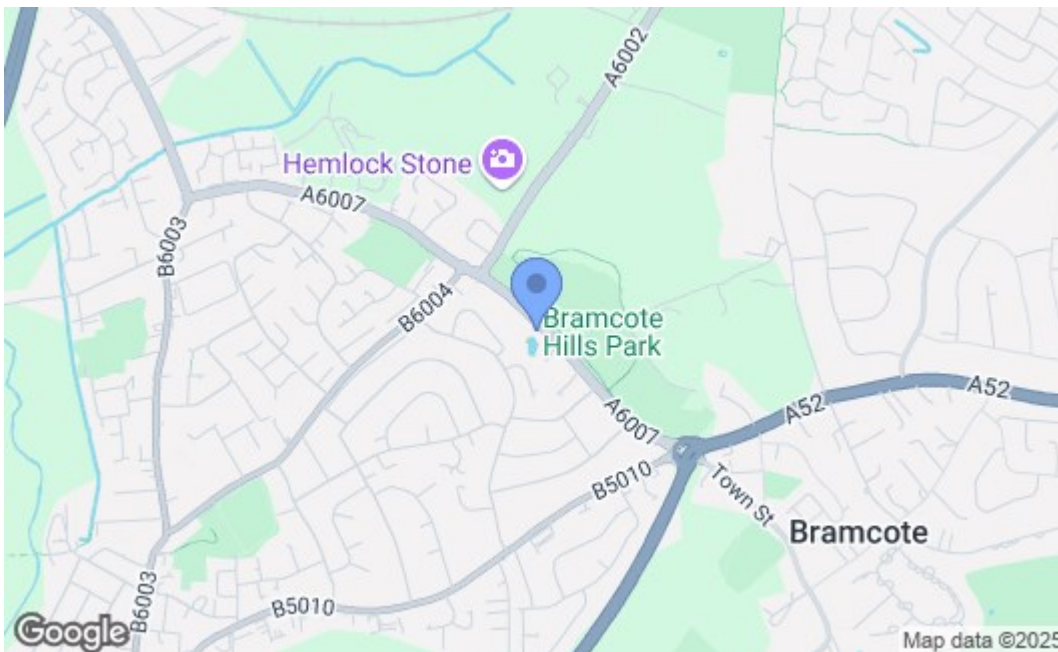 A6002
Hemlock Stone
A6007
B6003
B6004
Bramcote
Hills Park
A52
A52
A6007
B5010
Town St
Bramcote
B6003
B5010
Google
Map data ©2025